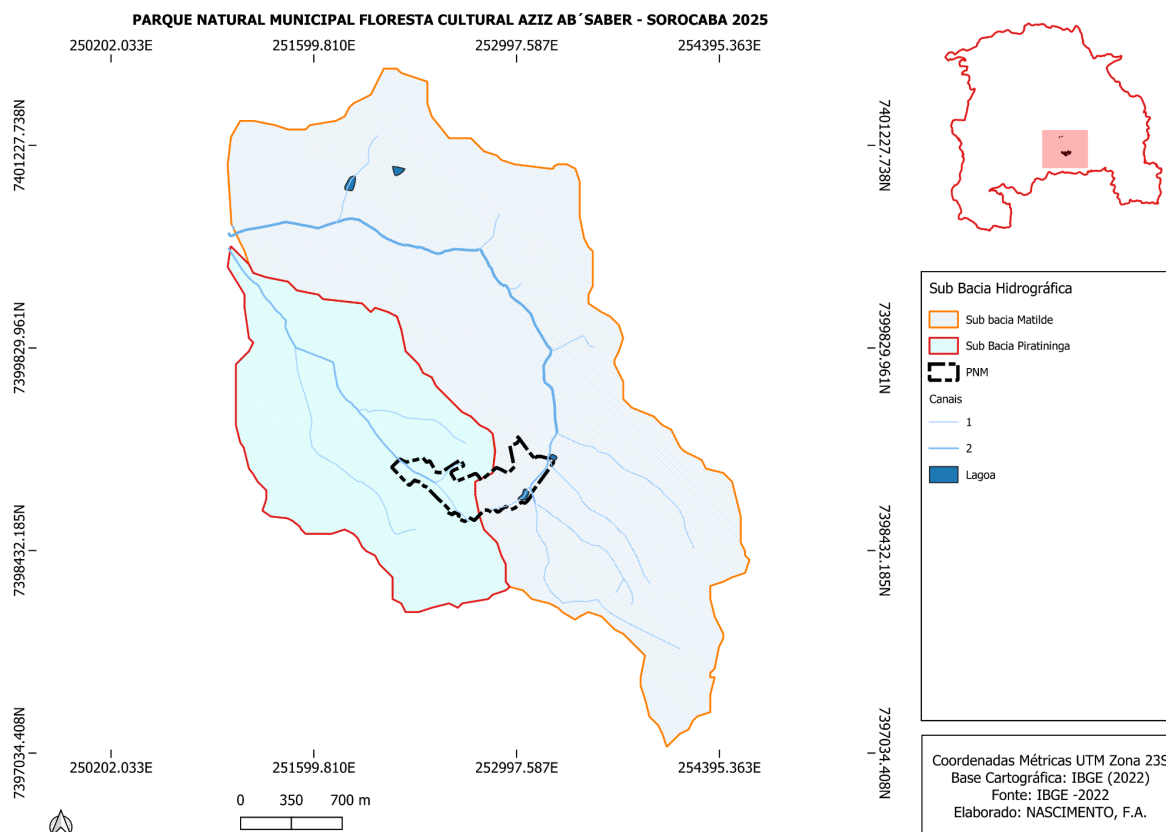 PARQUE NATURAL MUNICIPAL FLORESTA CULTURAL AZIZ AB´SABER - SOROCABA 2025
250202.033E 251599.810E 252997.587E 254395.363E
7401227.738N 7401227.738N
7399829.961N 7399829.961N
7398432.185N 7398432.185N
7397034.408N 7397034.408N
250202.033E 251599.810E 252997.587E 254395.363E
0 350 700 m
Sub Bacia Hidrográfica
Sub bacia Matilde
Sub Bacia Piratininga
PNM
Canais
1
2
Lagoa
Coordenadas Métricas UTM Zona 23S
Base Cartográfica: IBGE (2022)
Fonte: IBGE -2022
Elaborado: NASCIMENTO, F.A.